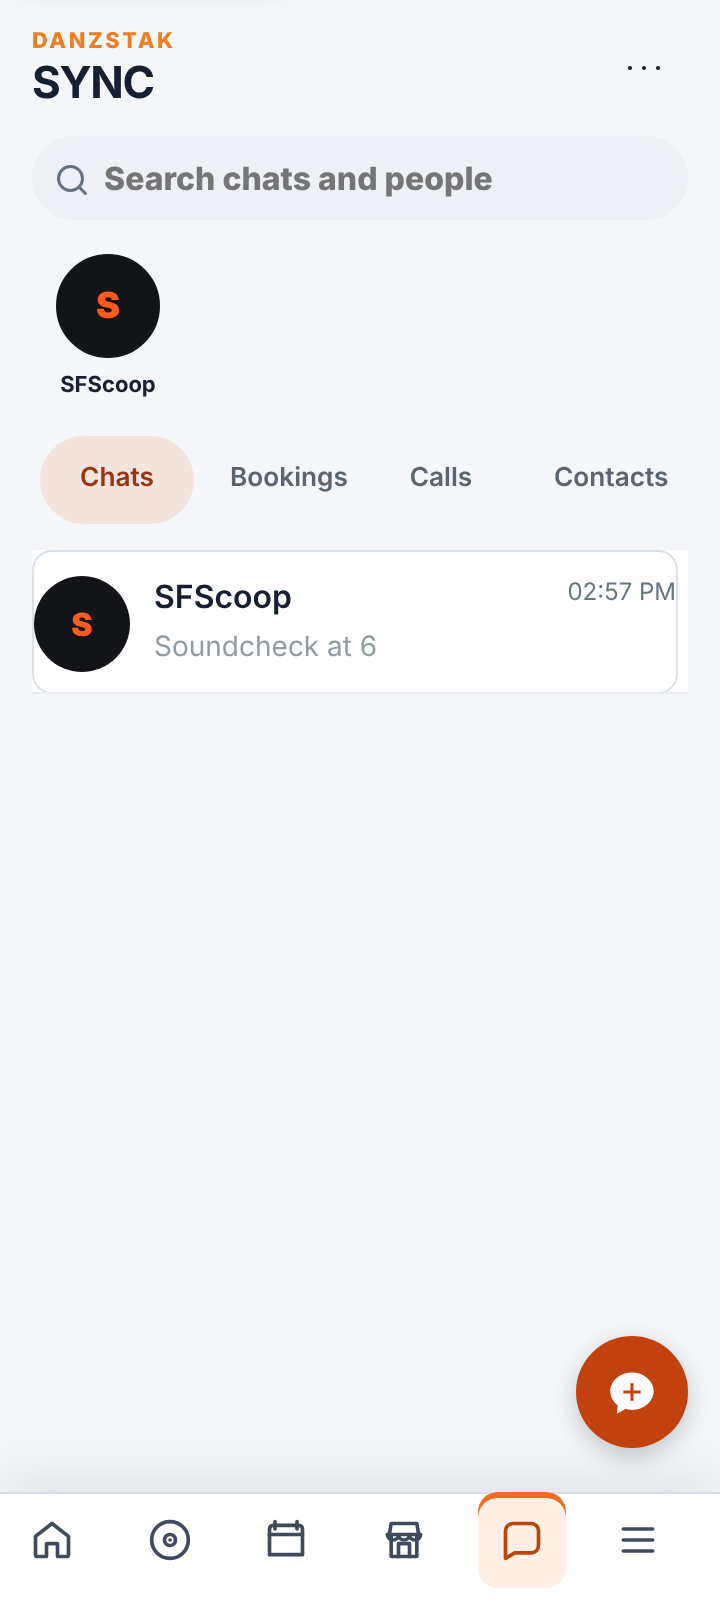 DANZSTAK
SYNC
Search chats and people
S
SFScoop
Chats Bookings Calls Contacts
S
SFScoop 02:57 PM
Soundcheck at 6